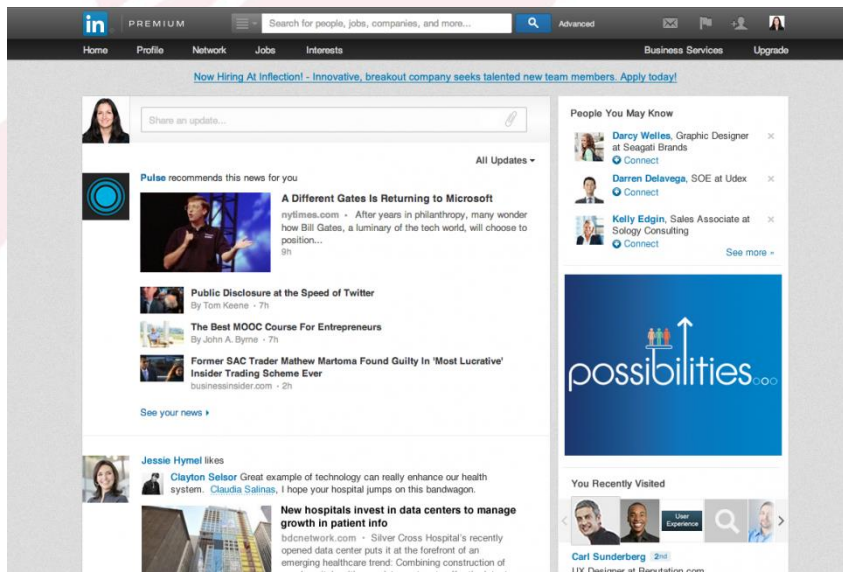 in PREMIUM Search for people, jobs, companies, and more... Advanced
Home Profile Network Jobs Interests Business Services Upgrade
Now Hiring At Inflection! - Innovative, breakout company seeks talented new team members. Apply today!
Share an update...
All Updates
Pulse recommends this news for you
A Different Gates Is Returning to Microsoft
nytimes.com · After years in philanthropy, many wonder
how Bill Gates, a luminary of the tech world, will choose to
position...
9h
Public Disclosure at the Speed of Twitter
By Tom Keene · 7h
The Best MOOC Course For Entrepreneurs
By John A. Byrne · 7h
Former SAC Trader Mathew Martoma Found Guilty In 'Most Lucrative'
Insider Trading Scheme Ever
businessinsider.com · 2h
See your news
Jessie Hymel likes
Clayton Selsor Great example of technology can really enhance our health
system. Claudia Salinas, I hope your hospital jumps on this bandwagon.
New hospitals invest in data centers to manage
growth in patient info
bdcnetwork.com · Silver Cross Hospital's recently
opened data center puts it at the forefront of an
emerging healthcare trend: Combining construction of
People You May Know
Darcy Welles, Graphic Designer
at Seagati Brands
Connect
Darren Delavega, SOE at Udex
Connect
Kelly Edgin, Sales Associate at
Sology Consulting
Connect
See more
possibilities...
You Recently Visited
User
Experience
Carl Sunderberg 2nd
UX Designer at Reputation.com